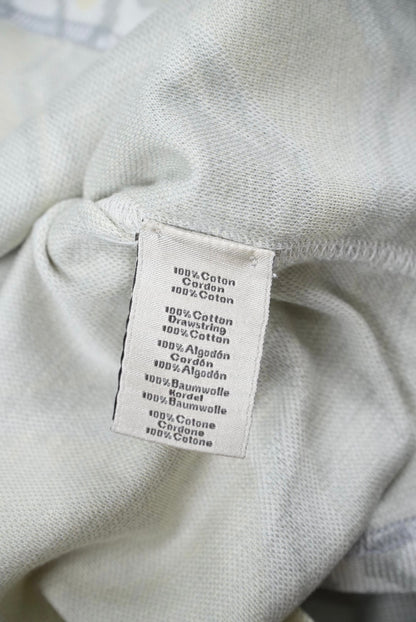 100% Coton
Cordon
100% Coton
100% Cotton
Drawstring
100% Cotton
100% Algodón
Cordón
100% Algodón
100% Baumwolle
Kordel
100% Baumwolle
100% Cotone
Cordone
100% Cotone